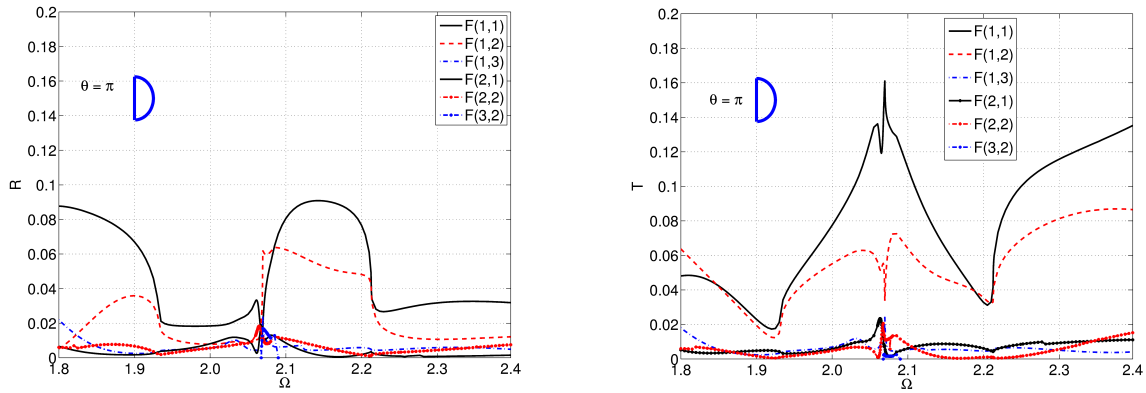 0.2
0.18
0.16
0.14
0.12
0.1
0.08
0.06
0.04
0.02
0
R
1.8
1.9
2.0
2.1
2.2
2.3
2.4
Ω
θ = π
F(1,1)
F(1,2)
F(1,3)
F(2,1)
F(2,2)
F(3,2)
0.2
0.18
0.16
0.14
0.12
0.1
0.08
0.06
0.04
0.02
0
T
1.8
1.9
2.0
2.1
2.2
2.3
2.4
Ω
θ = π
F(1,1)
F(1,2)
F(1,3)
F(2,1)
F(2,2)
F(3,2)